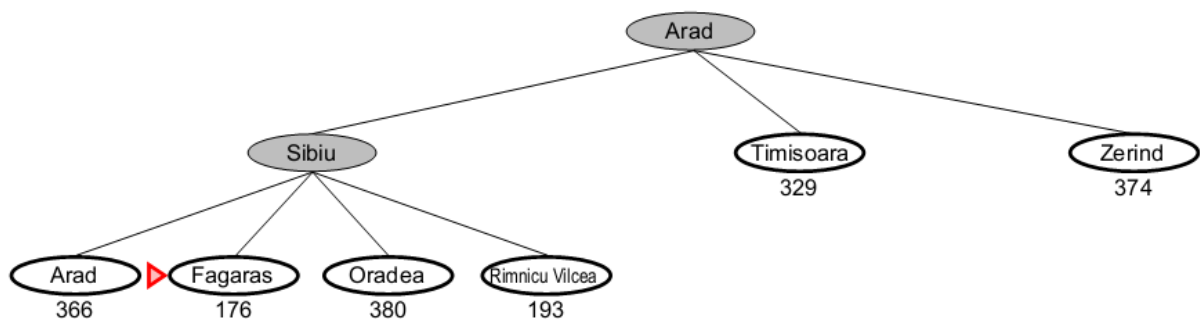 Arad
Sibiu
Timisoara
Zerind
329
374
Arad
Fagaras
Oradea
Rimnicu Vilcea
366
176
380
193